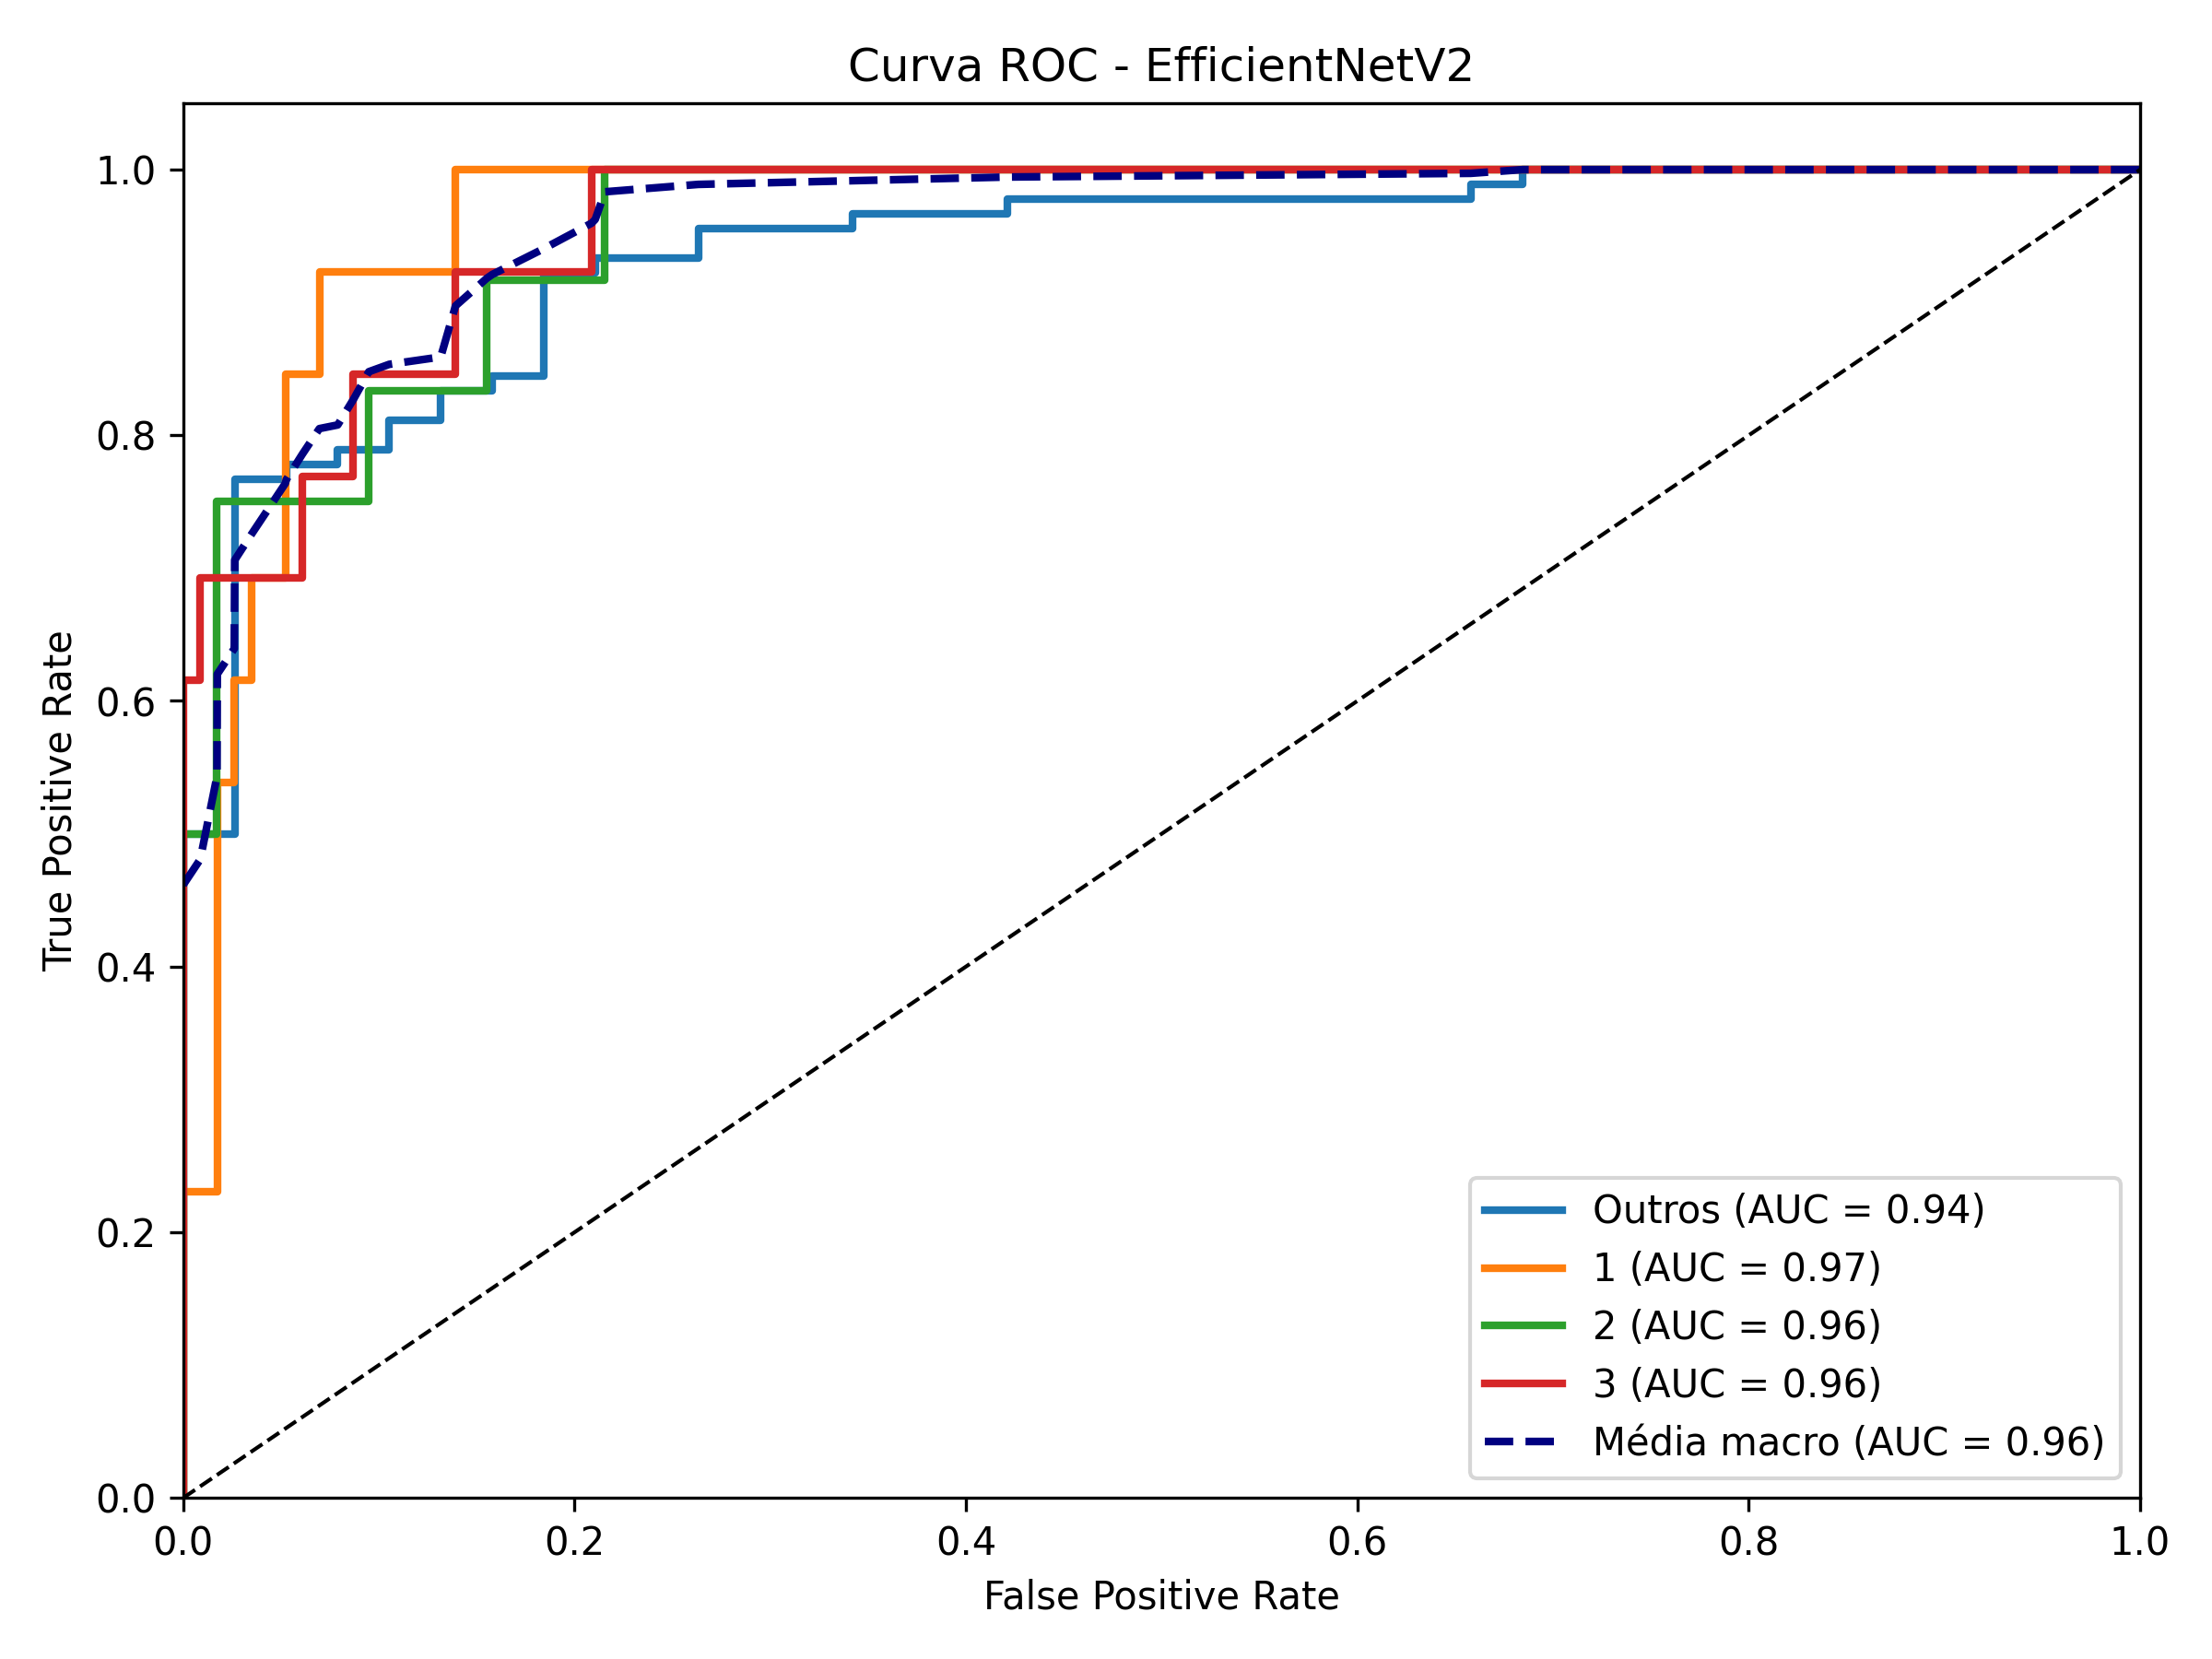 Curva ROC - EfficientNetV2
True Positive Rate
1.0
0.8
0.6
0.4
0.2
0.0
0.0 0.2 0.4 0.6 0.8 1.0
False Positive Rate
Outros (AUC = 0.94)
1 (AUC = 0.97)
2 (AUC = 0.96)
3 (AUC = 0.96)
Média macro (AUC = 0.96)